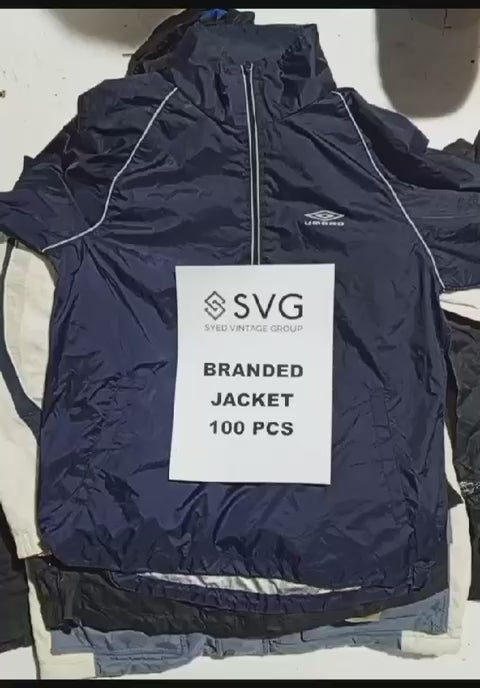 UMBRO
SVG
SYED VINTAGE GROUP
BRANDED
JACKET
100 PCS